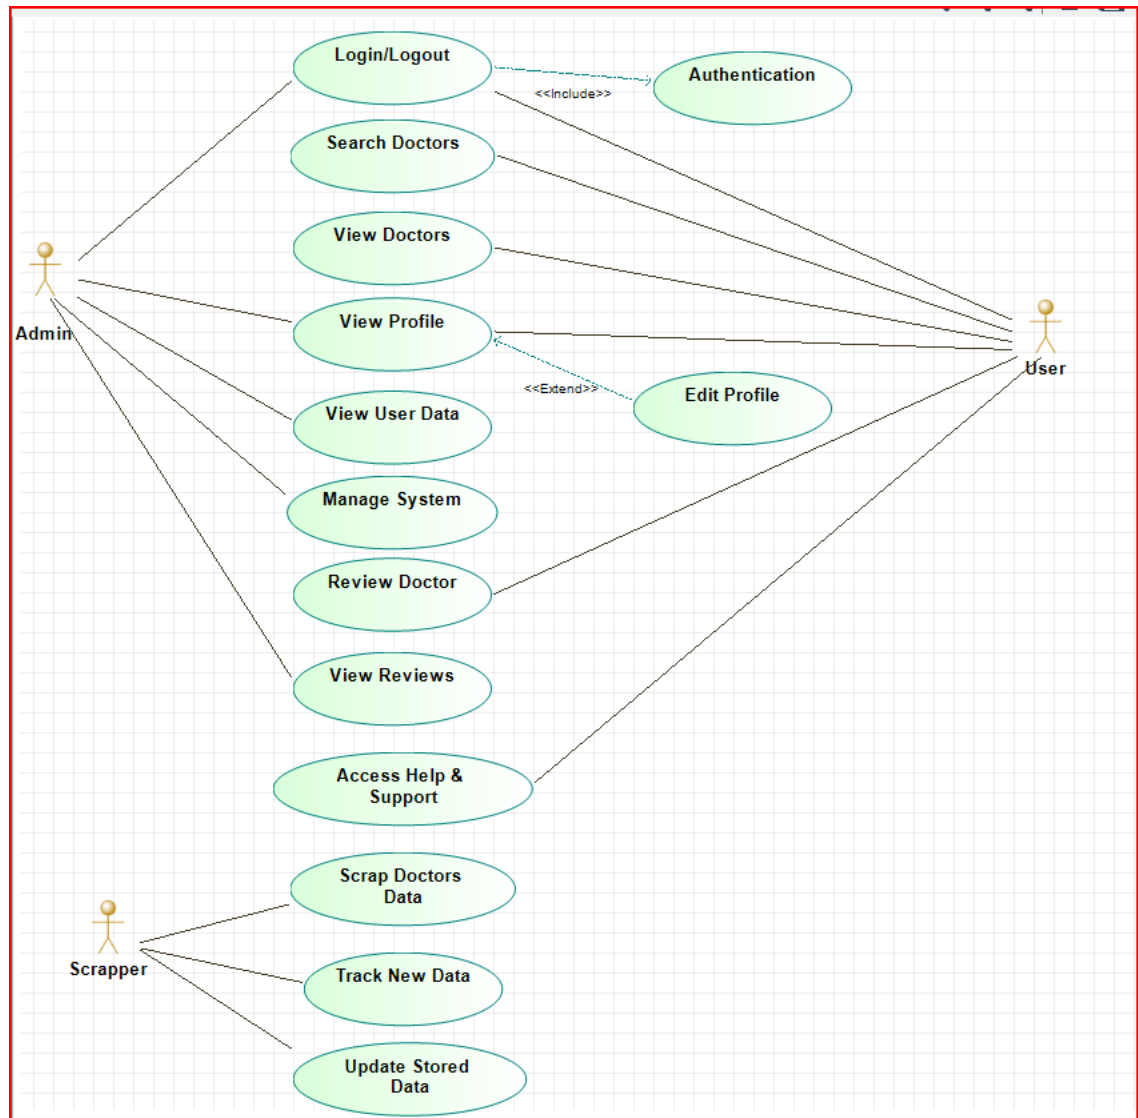 Login/Logout
Authentication
<<Include>>
Search Doctors
View Doctors
View Profile
Admin
User
<<Extend>>
Edit Profile
View User Data
Manage System
Review Doctor
View Reviews
Access Help &
Support
Scrap Doctors
Data
Scrapper
Track New Data
Update Stored
Data